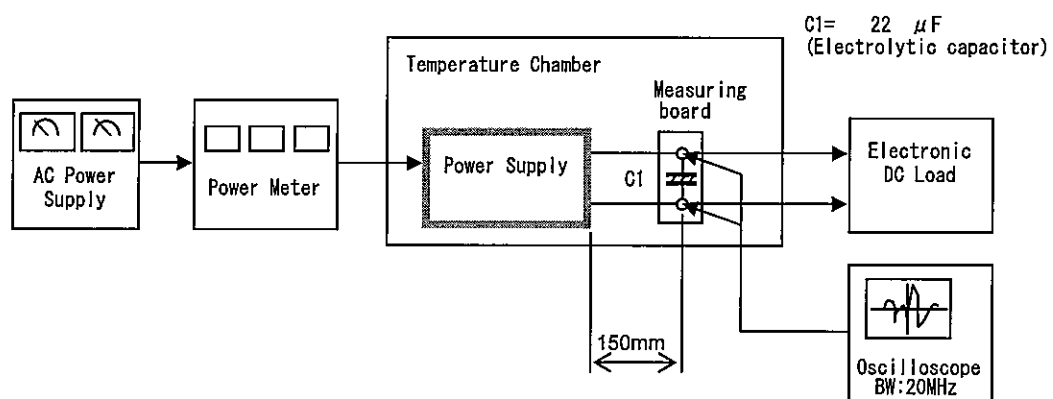 C1= 22 μF
(Electrolytic capacitor)
Temperature Chamber
Measuring
board
AC Power
Supply
Power Meter
Power Supply
C1
Electronic
DC Load
150mm
Oscilloscope
BW:20MHz